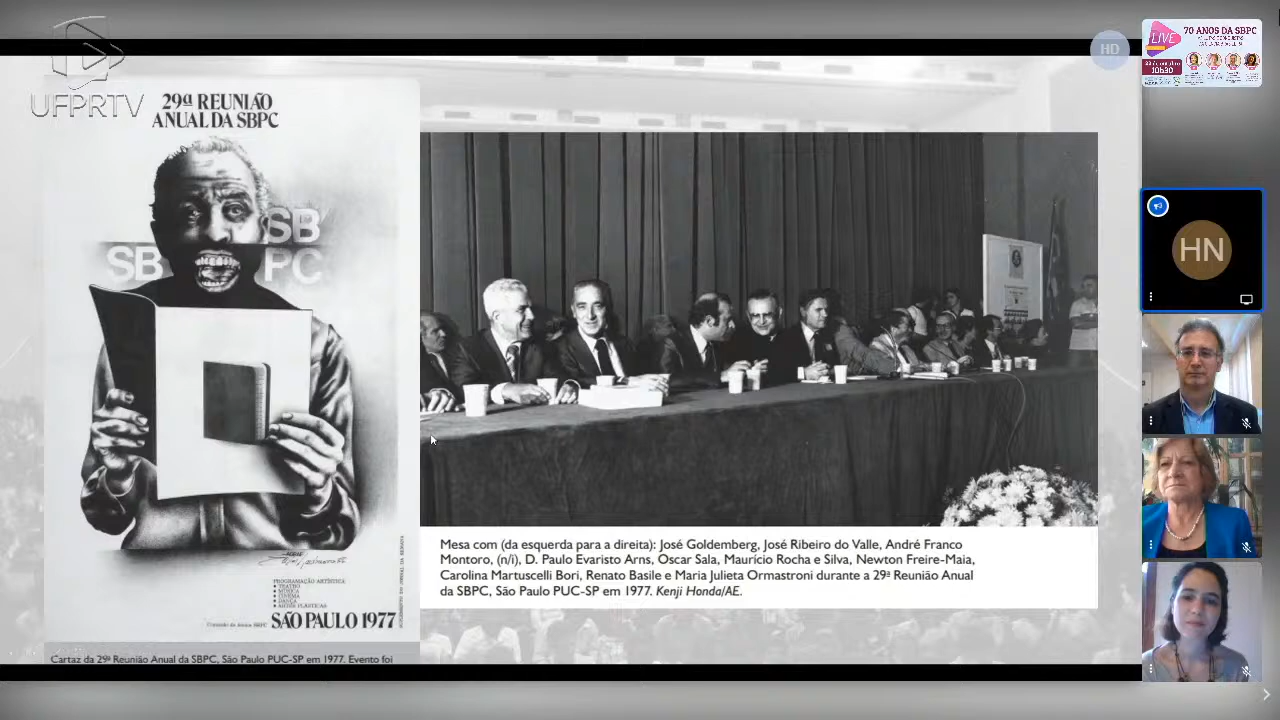 UFPRTV
29ª REUNIÃO
ANUAL DA SBPC
SB
SB
PC
PROGRAMAÇÃO ARTÍSTICA:
• TEATRO
• MÚSICA
• CINEMA
• DANÇA
• ARTES PLÁSTICAS
SÃO PAULO 1977
Cartaz da 29ª Reunião Anual da SBPC, São Paulo PUC-SP em 1977. Evento foi
Mesa com (da esquerda para a direita): José Goldemberg, José Ribeiro do Valle, André Franco
Montoro, (n/i), D. Paulo Evaristo Arns, Oscar Sala, Maurício Rocha e Silva, Newton Freire-Maia,
Carolina Martuscelli Bori, Renato Basile e Maria Julieta Ormastroni durante a 29ª Reunião Anual
da SBPC, São Paulo PUC-SP em 1977. Kenji Honda/AE.
HD
LIVE
70 ANOS DA SBPC
10h30
HN